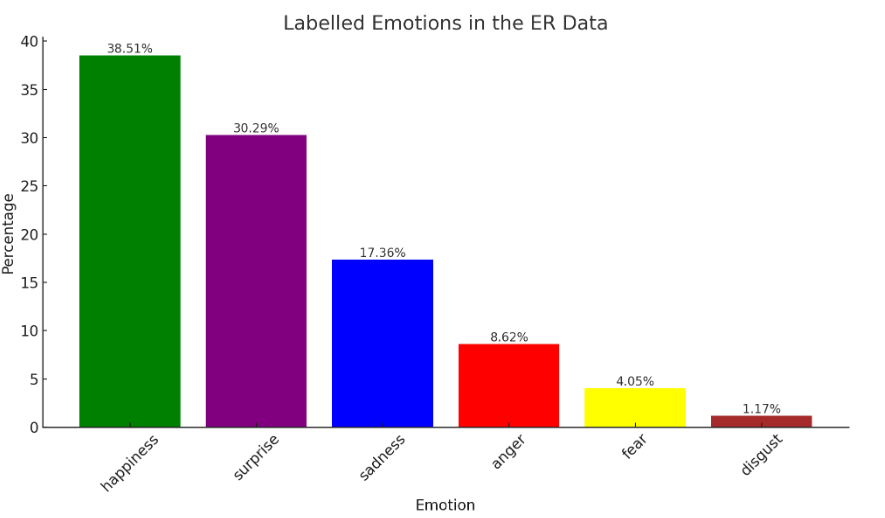 Labelled Emotions in the ER Data
40
35
30
25
20
15
10
5
0
Percentage
38.51%
30.29%
17.36%
8.62%
4.05%
1.17%
happiness
surprise
sadness
anger
fear
disgust
Emotion